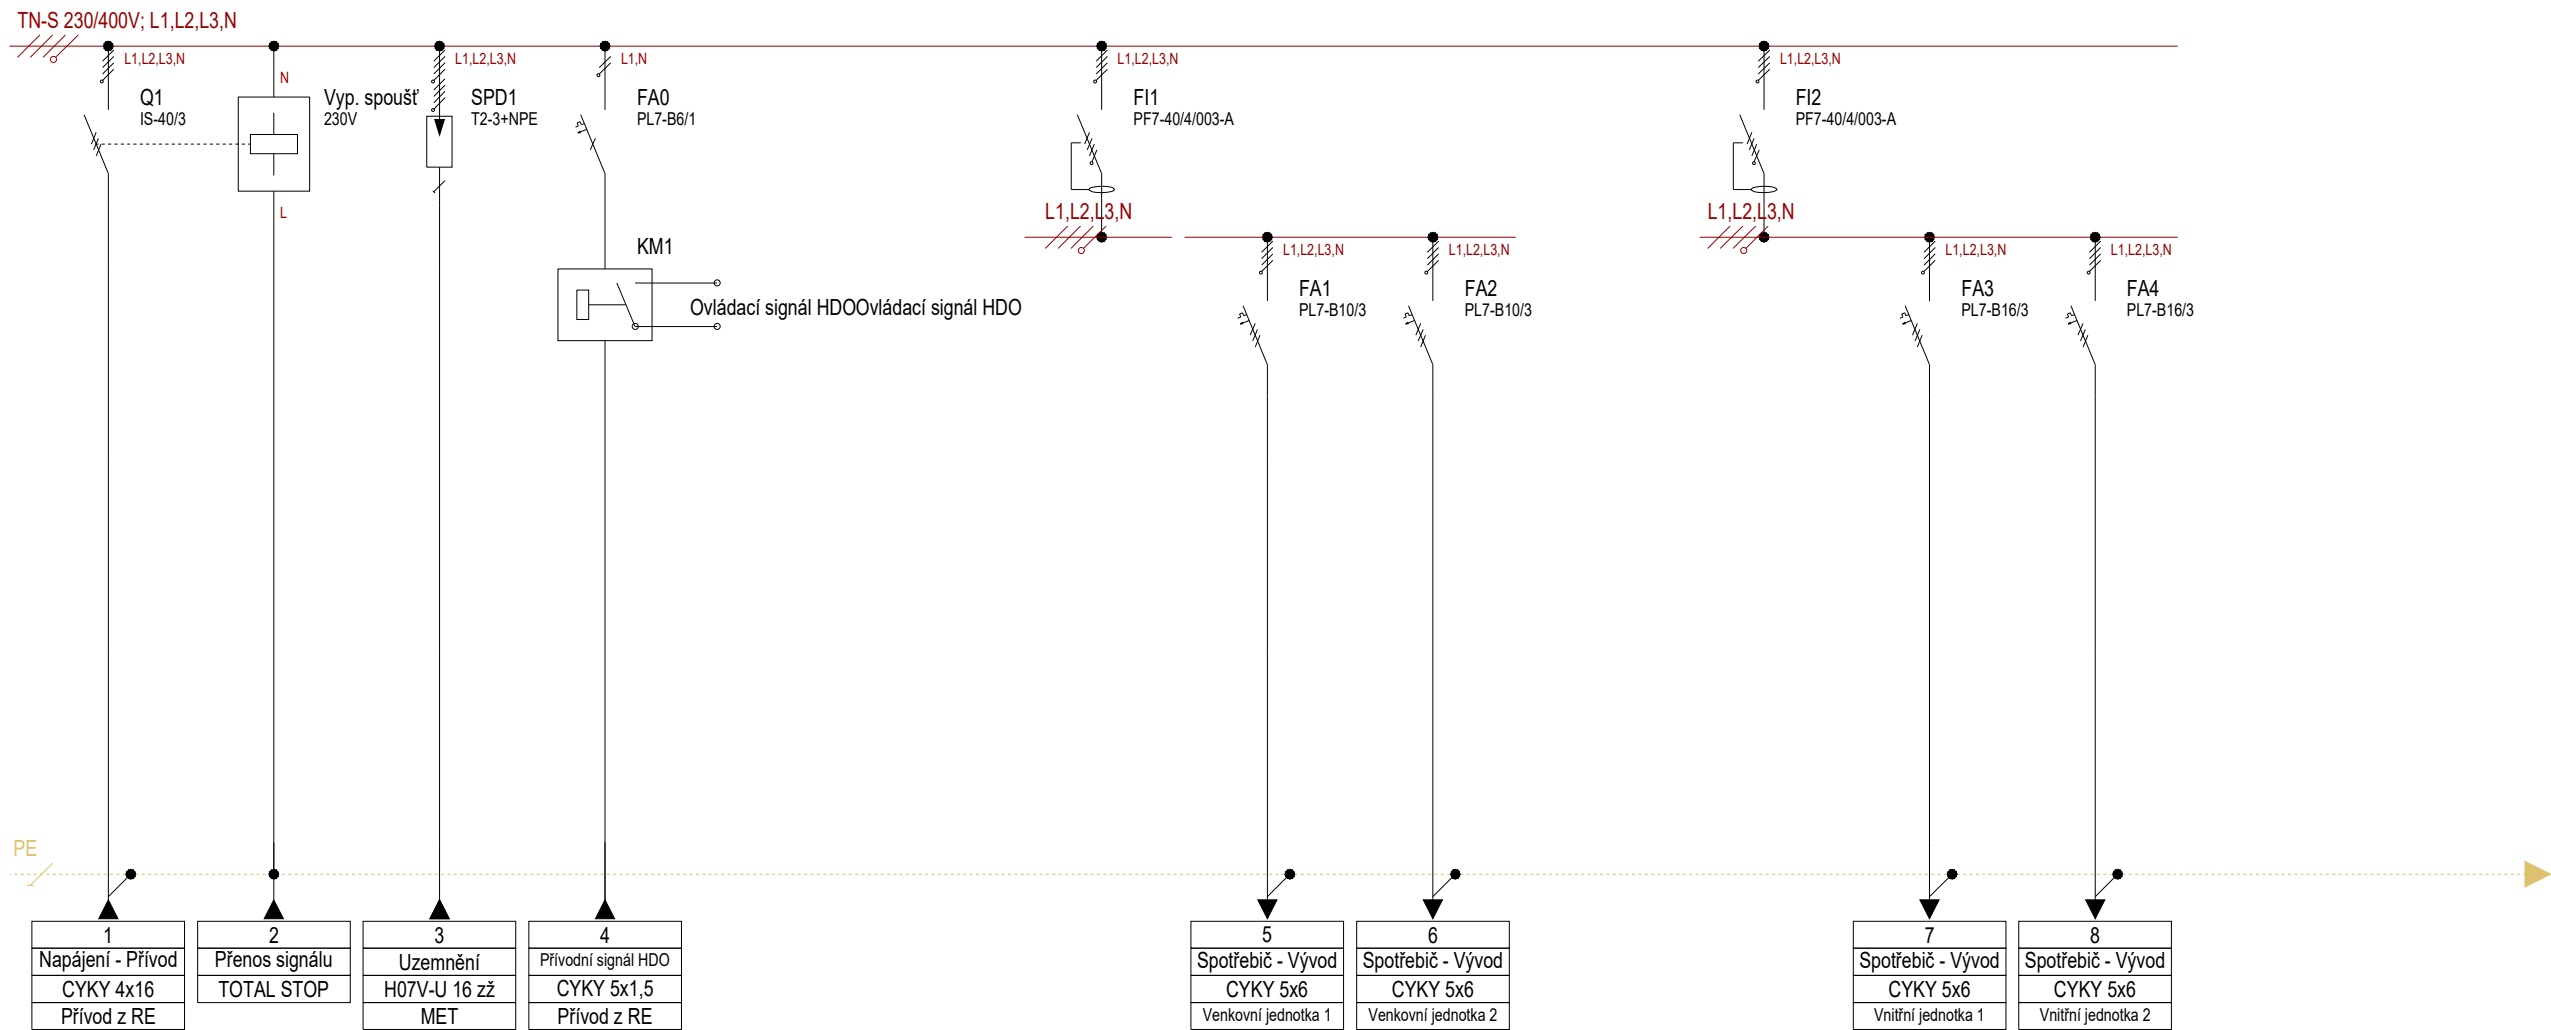 TN-S 230/400V; L1,L2,L3,N
L1,L2,L3,N
N
L1,L2,L3,N
L1,N
L1,L2,L3,N
L1,L2,L3,N
Q1
IS-40/3
Vyp. spoušť
230V
SPD1
T2-3+NPE
FA0
PL7-B6/1
FI1
PF7-40/4/003-A
FI2
PF7-40/4/003-A
L
L1,L2,L3,N
L1,L2,L3,N
KM1
L1,L2,L3,N
L1,L2,L3,N
L1,L2,L3,N
L1,L2,L3,N
Ovládací signál HDOOvládací signál HDO
FA1
PL7-B10/3
FA2
PL7-B10/3
FA3
PL7-B16/3
FA4
PL7-B16/3
PE
1
Napájení - Přívod
CYKY 4x16
Přívod z RE
2
Přenos signálu
TOTAL STOP
3
Uzemnění
H07V-U 16 zž
MET
4
Přívodní signál HDO
CYKY 5x1,5
Přívod z RE
5
Spotřebič - Vývod
CYKY 5x6
Venkovní jednotka 1
6
Spotřebič - Vývod
CYKY 5x6
Venkovní jednotka 2
7
Spotřebič - Vývod
CYKY 5x6
Vnitřní jednotka 1
8
Spotřebič - Vývod
CYKY 5x6
Vnitřní jednotka 2